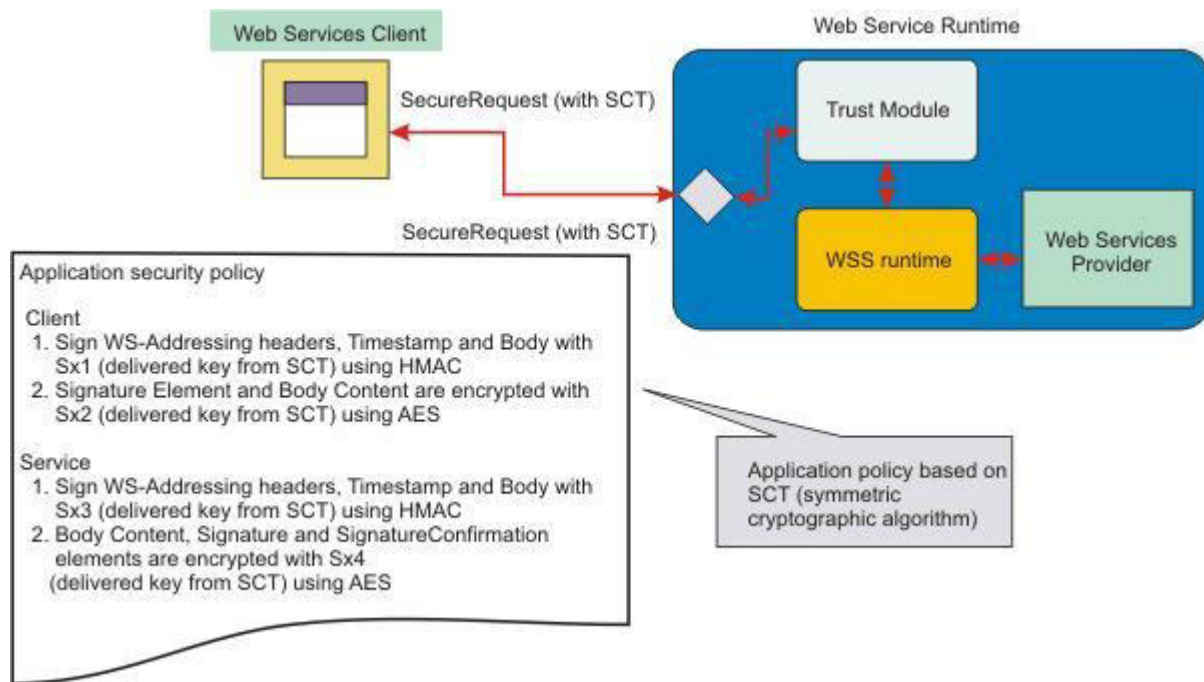 Web Services Client
Web Service Runtime
SecureRequest (with SCT)
Trust Module
SecureRequest (with SCT)
WSS runtime
Web Services
Provider
Application security policy
Client
1. Sign WS-Addressing headers, Timestamp and Body with
Sx1 (delivered key from SCT) using HMAC
2. Signature Element and Body Content are encrypted with
Sx2 (delivered key from SCT) using AES
Service
1. Sign WS-Addressing headers, Timestamp and Body with
Sx3 (delivered key from SCT) using HMAC
2. Body Content, Signature and SignatureConfirmation
elements are encrypted with Sx4
(delivered key from SCT) using AES
Application policy based on
SCT (symmetric
cryptographic algorithm)